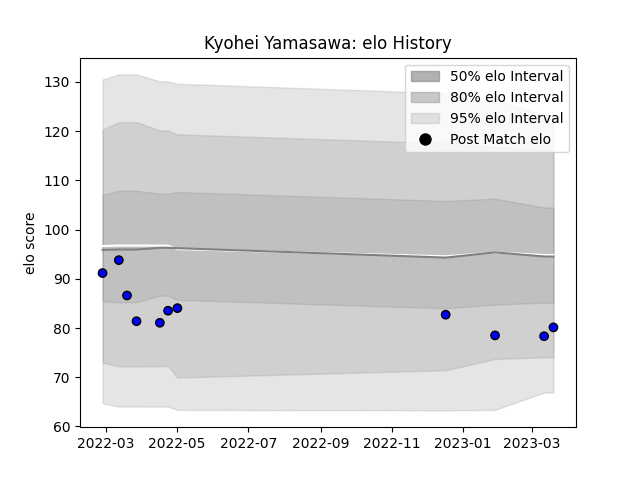 Kyohei Yamasawa: elo History
50% elo Interval
80% elo Interval
95% elo Interval
Post Match elo
elo score
130
120
110
100
90
80
70
60
2022-03 2022-05 2022-07 2022-09 2022-11 2023-01 2023-03